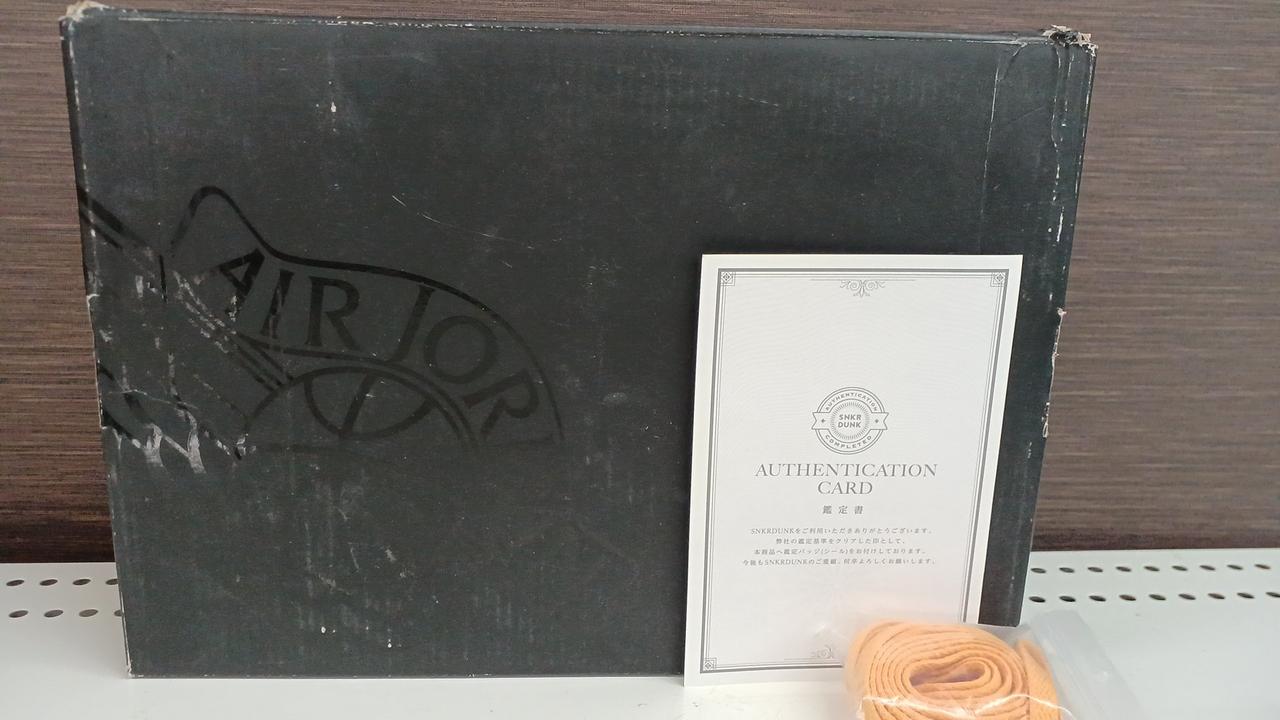 AIR JOR
AUTHENTICATION
SNKR
DUNK
COMPLETED
AUTHENTICATION
CARD
鑑定書
SNKRDUNKをご利用いただきありがとうございます。
弊社の鑑定基準をクリアした印として、
本商品へ鑑定バッジ(シール)をお付けしております。
今後もSNKRDUNKのご愛顧、何卒よろしくお願いします。